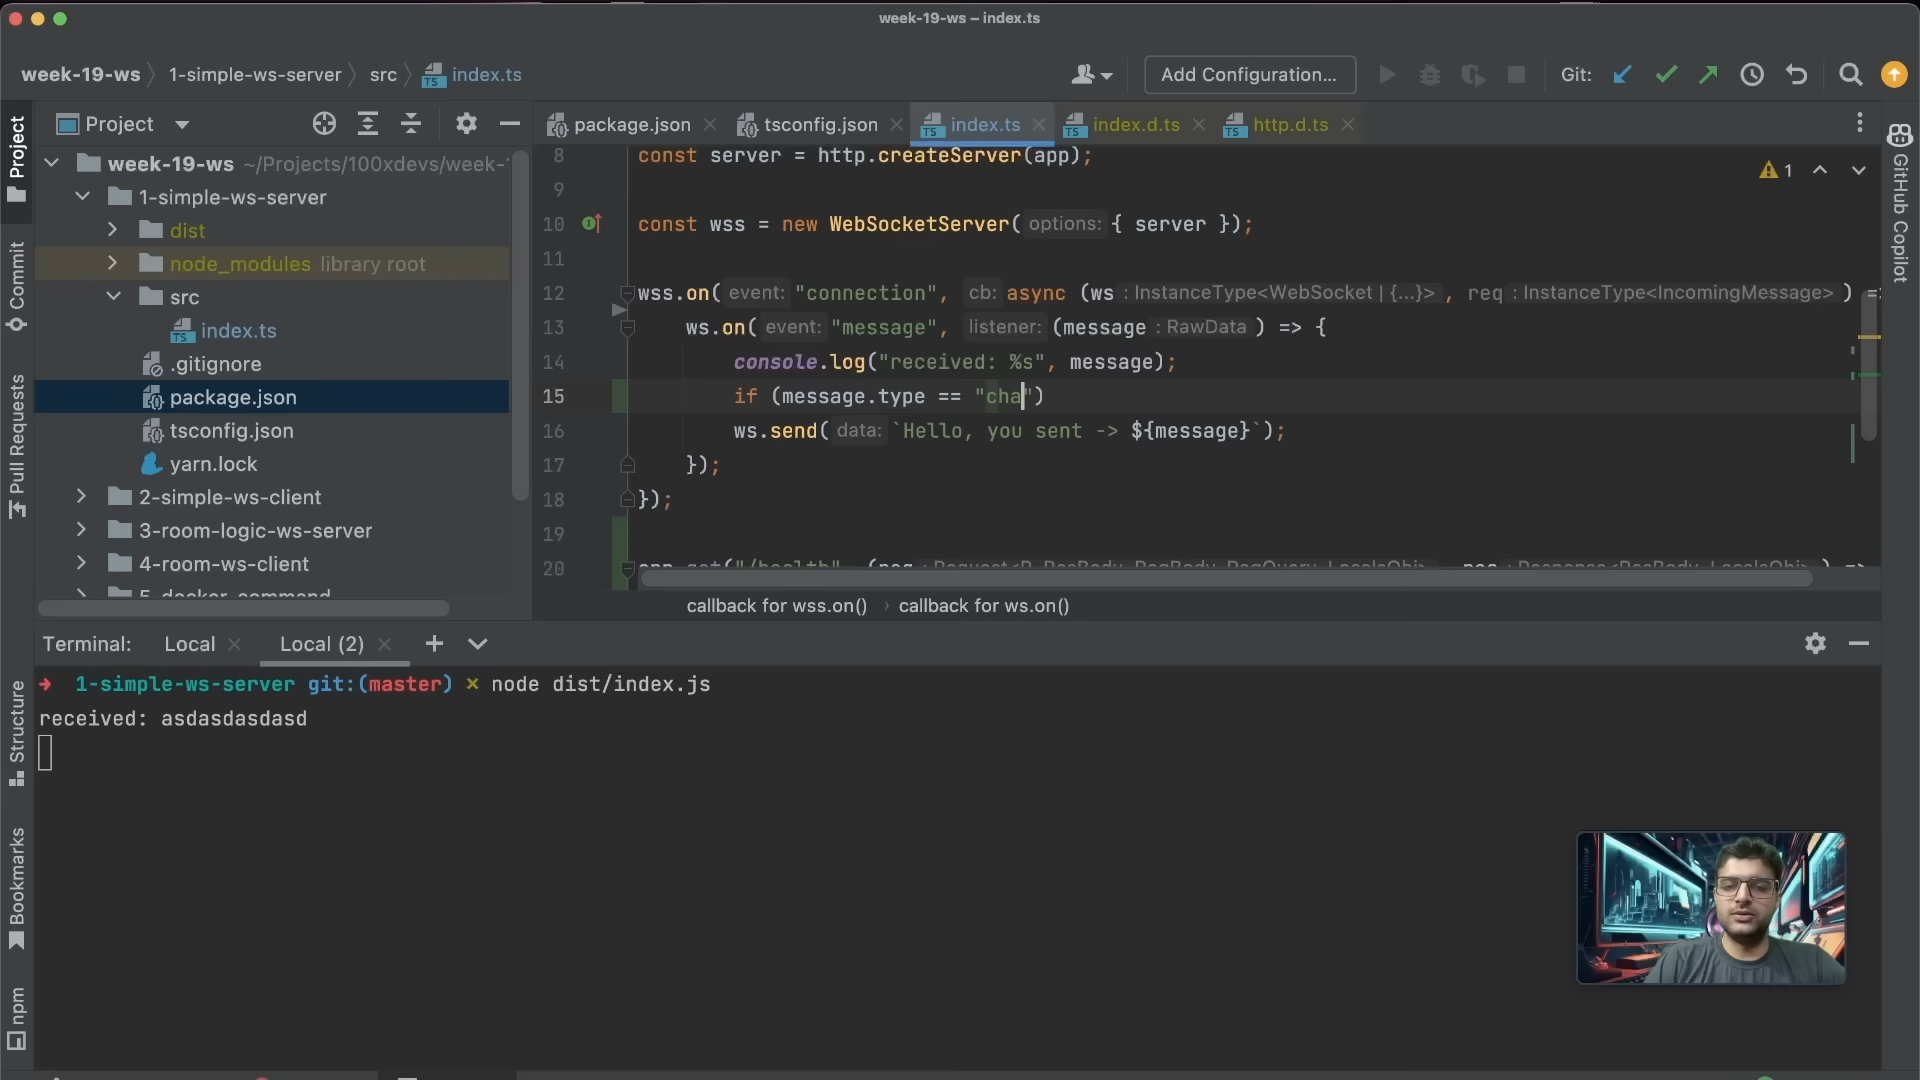 week-19-ws – index.ts
week-19-ws 1-simple-ws-server src index.ts
Add Configuration...
Git:
Project
package.json
tsconfig.json
index.ts
index.d.ts
http.d.ts
week-19-ws ~/Projects/100xdevs/week-
1-simple-ws-server
dist
node_modules library root
src
index.ts
.gitignore
package.json
tsconfig.json
yarn.lock
2-simple-ws-client
3-room-logic-ws-server
4-room-ws-client
8 const server = http.createServer(app);
9
10 const wss = new WebSocketServer( options: { server });
11
12 wss.on( event: "connection", cb: async (ws : InstanceType<WebSocket | {...}> , req : InstanceType<IncomingMessage> ) =>
13 ws.on( event: "message", listener: (message : RawData ) => {
14 console.log("received: %s", message);
15 if (message.type == "cha")
16 ws.send( data: `Hello, you sent -> ${message}`);
17 });
18 });
19
20
1
callback for wss.on() › callback for ws.on()
Terminal: Local Local (2)
→ 1-simple-ws-server git:(master) × node dist/index.js
received: asdasdasdasd
Project
Commit
Pull Requests
Structure
Bookmarks
npm
GitHub Copilot